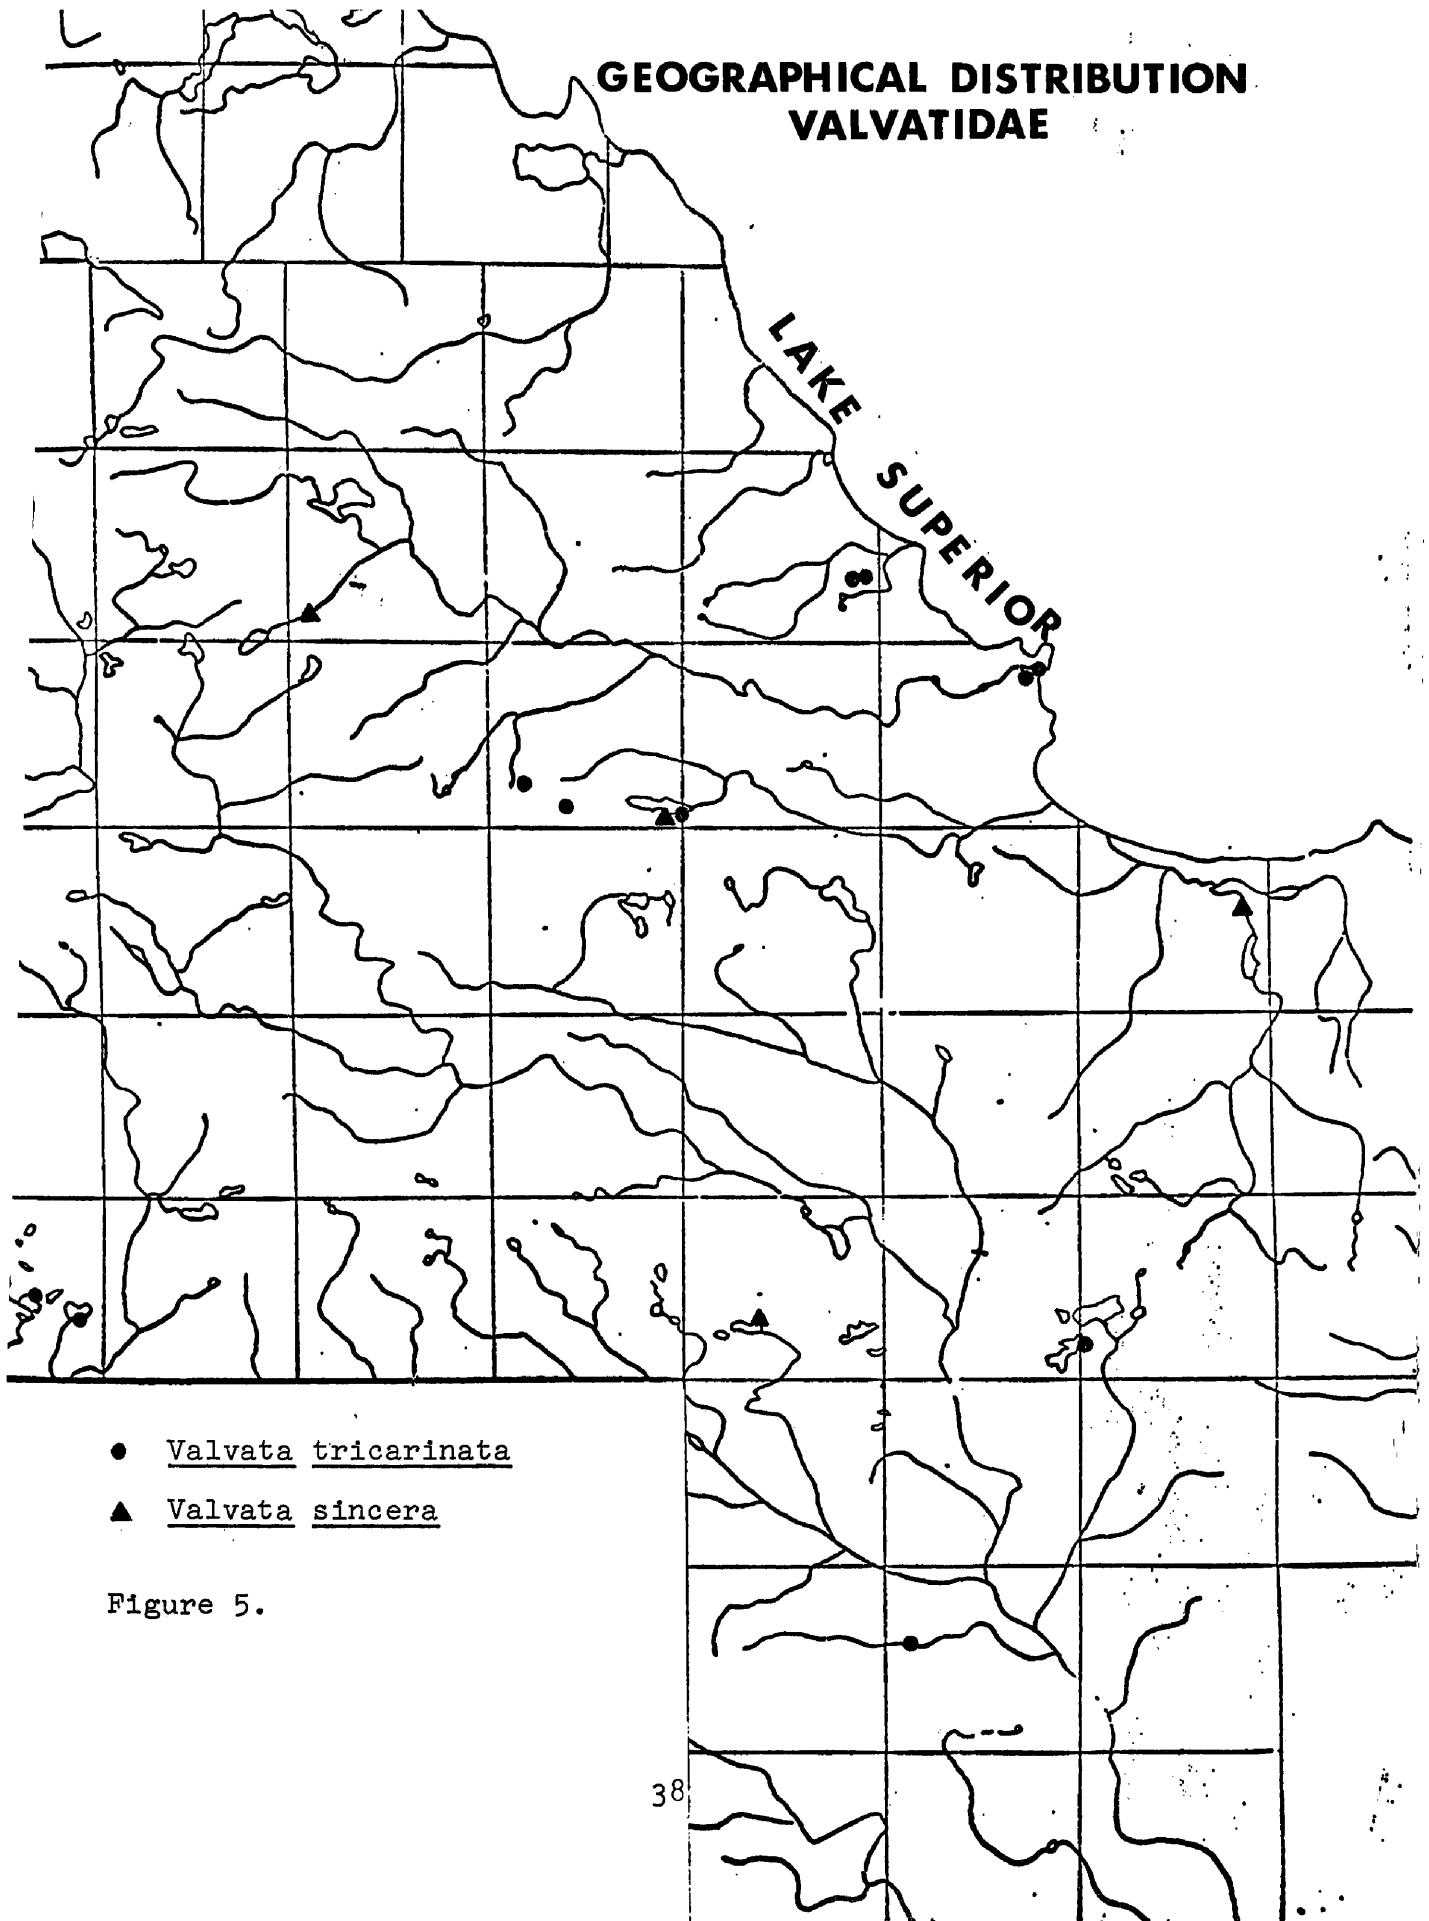 GEOGRAPHICAL DISTRIBUTION
VALVATIDAE
LAKE SUPERIOR
● Valvata tricarinata
▲ Valvata sincera
Figure 5.
38